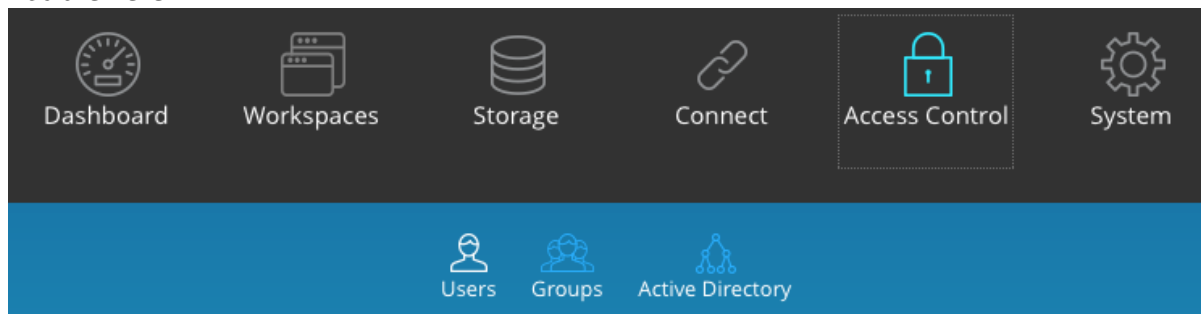 Dashboard Workspaces Storage Connect Access Control System
Users Groups Active Directory